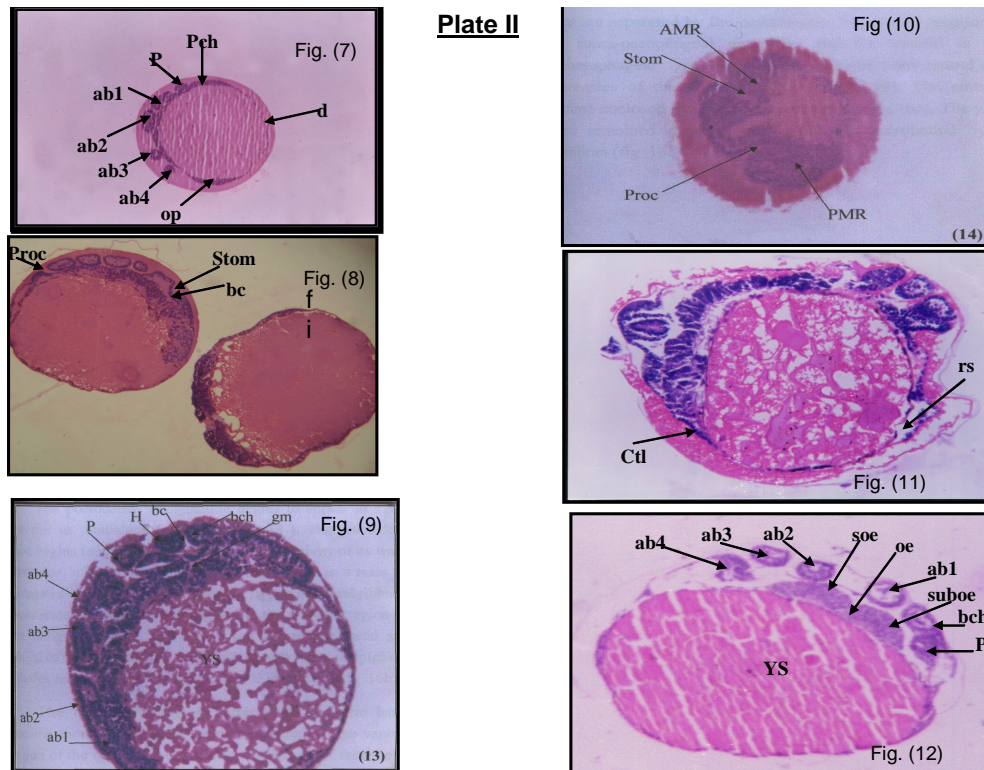 Plate II
Fig. (7)
Pch
P
ab1
ab2
ab3
ab4
op
d
Fig. (8)
Proc
Stom
bc
f
i
Fig. (9)
P
H
bc
bch
gm
ab4
ab3
ab2
ab1
YS
(13)
Fig (10)
AMR
Stom
Proc
PMR
(14)
rs
Ctl
Fig. (11)
ab4
ab3
ab2
soe
oe
ab1
suboe
bch
P
YS
Fig. (12)